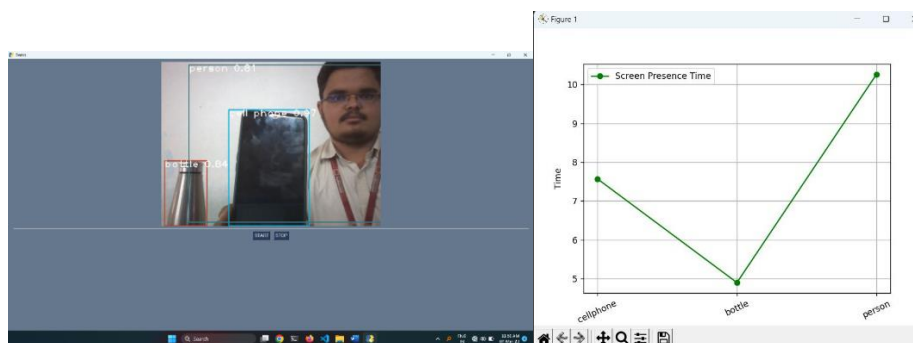 person 0.81
bottle 0.84
START STOP
Search
Figure 1
Screen Presence Time
10
9
8
7
6
5
Time
cellphone
bottle
person